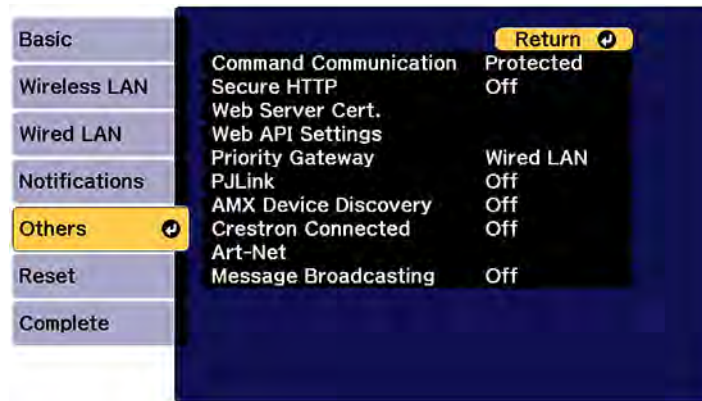 Basic
Wireless LAN
Wired LAN
Notifications
Others
Reset
Complete
Return
Command Communication Protected
Secure HTTP Off
Web Server Cert.
Web API Settings
Priority Gateway Wired LAN
PJLink Off
AMX Device Discovery Off
Crestron Connected Off
Art-Net
Message Broadcasting Off